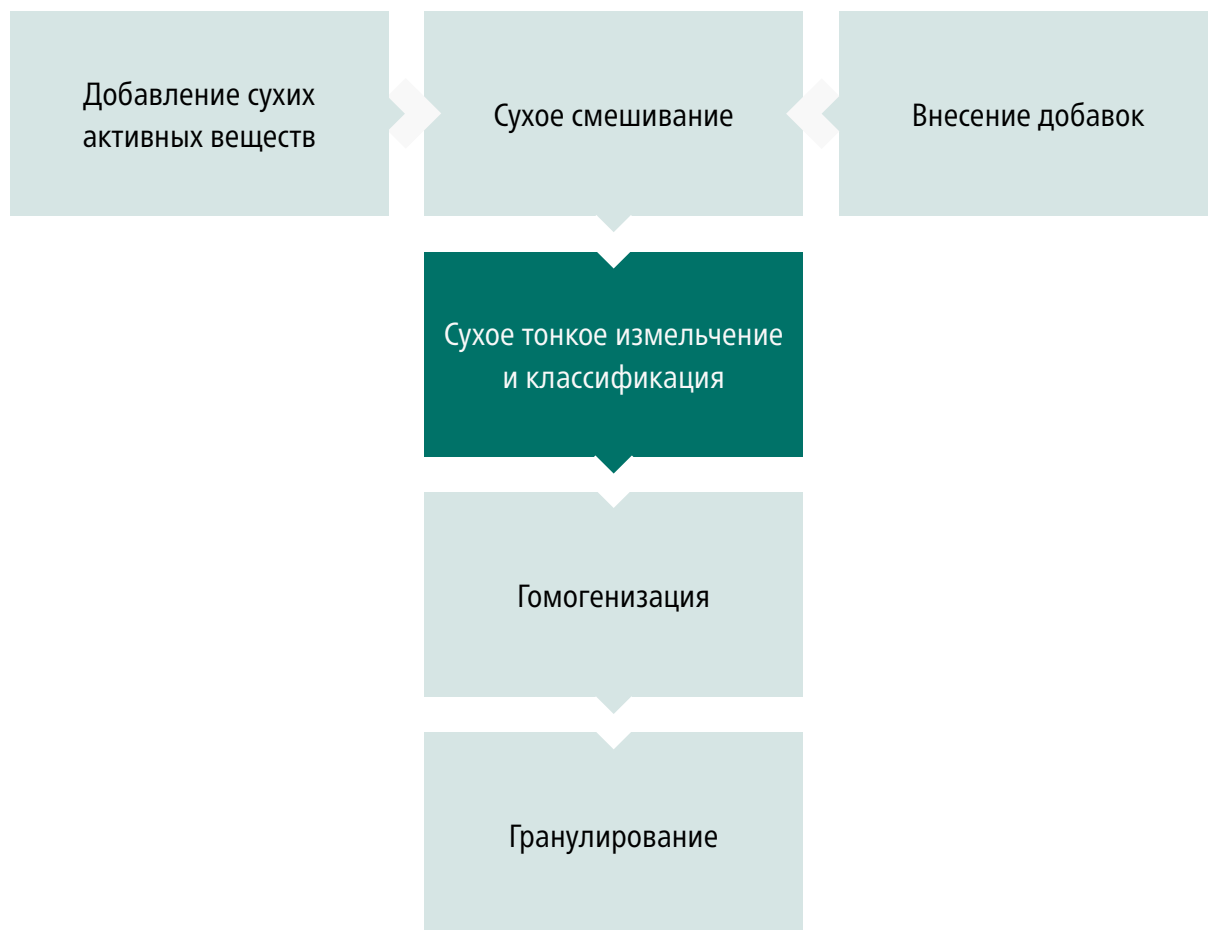 Добавление сухих
активных веществ
Сухое смешивание
Внесение добавок
Сухое тонкое измельчение
и классификация
Гомогенизация
Гранулирование